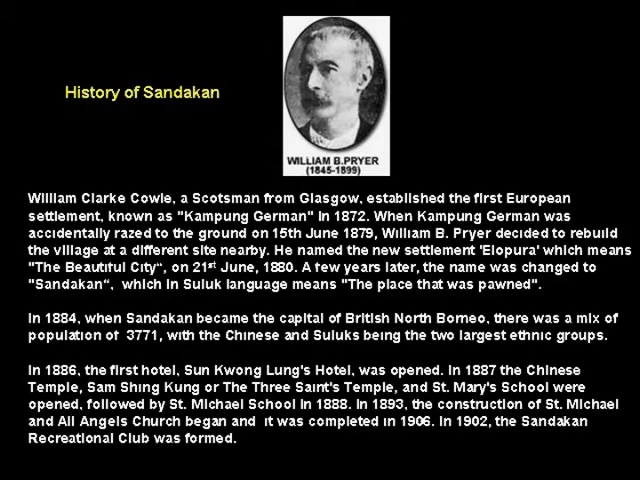 WILLIAM B.PRYER
(1845-1899)
History of Sandakan
William Clarke Cowie, a Scotsman from Glasgow, established the first European
settlement, known as "Kampung German" in 1872. When Kampung German was
accidentally razed to the ground on 15th June 1879, William B. Pryer decided to rebuild
the village at a different site nearby. He named the new settlement 'Elopura' which means
"The Beautiful City“, on 21st June, 1880. A few years later, the name was changed to
"Sandakan“,  which in Suluk language means "The place that was pawned".
In 1884, when Sandakan became the capital of British North Borneo, there was a mix of
population of  3771, with the Chinese and Suluks being the two largest ethnic groups.
In 1886, the first hotel, Sun Kwong Lung's Hotel, was opened. In 1887 the Chinese
Temple, Sam Shing Kung or The Three Saint's Temple, and St. Mary's School were
opened, followed by St. Michael School in 1888. In 1893, the construction of St. Michael
and All Angels Church began and  it was completed in 1906. In 1902, the Sandakan
Recreational Club was formed.